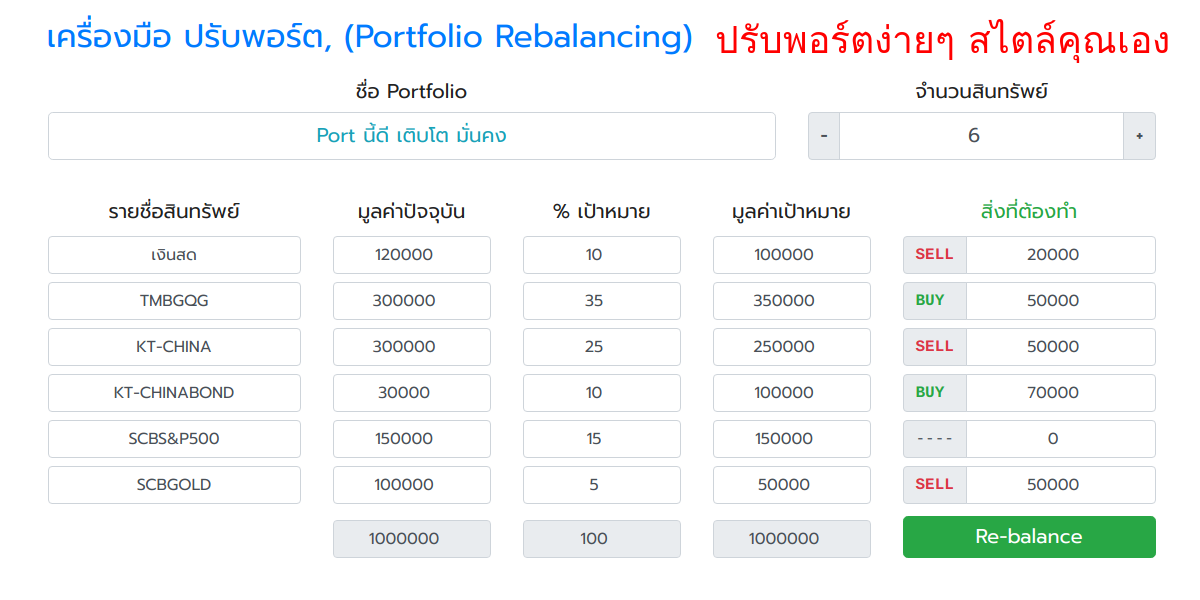 เครื่องมือ ปรับพอร์ต, (Portfolio Rebalancing) ปรับพอร์ตง่ายๆ สไตล์คุณเอง
ชื่อ Portfolio จำนวนสินทรัพย์
Port นี้ดี เติบโต มั่นคง - 6 +
รายชื่อสินทรัพย์ มูลค่าปัจจุบัน % เป้าหมาย มูลค่าเป้าหมาย สิ่งที่ต้องทำ
เงินสด 120000 10 100000 SELL 20000
TMBGQG 300000 35 350000 BUY 50000
KT-CHINA 300000 25 250000 SELL 50000
KT-CHINABOND 30000 10 100000 BUY 70000
SCBS&P500 150000 15 150000 ---- 0
SCBGOLD 100000 5 50000 SELL 50000
1000000 100 1000000 Re-balance